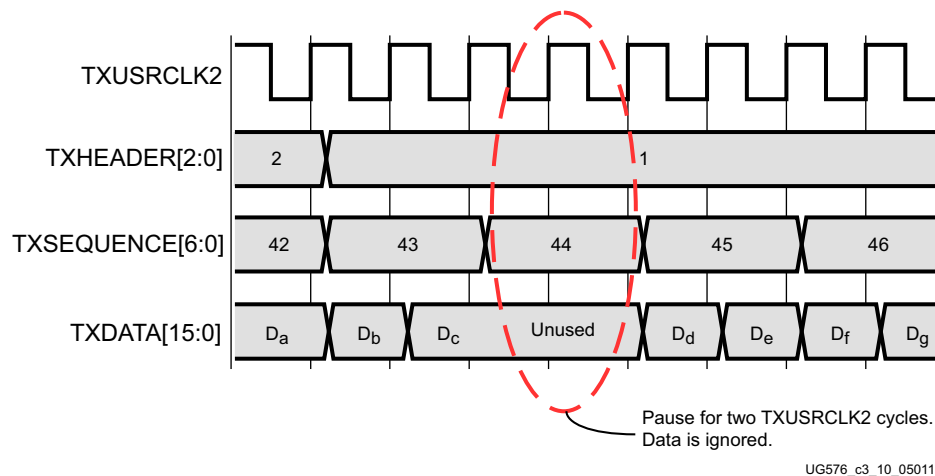 TXUSRCLK2
TXHEADER[2:0] 2 1
TXSEQUENCE[6:0] 42 43 44 45 46
TXDATA[15:0] Da Db Dc Unused Dd De Df Dg
Pause for two TXUSRCLK2 cycles.
Data is ignored.
UG576_c3_10_05011